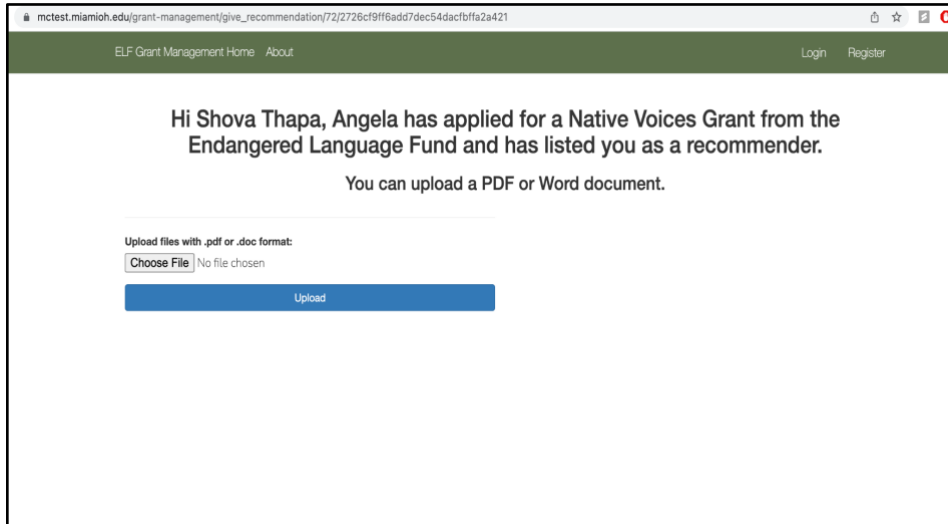 mctest.miamioh.edu/grant-management/give_recommendation/72/2726cf9ff6add7dec54dacfbffa2a421
ELF Grant Management Home About Login Register
Hi Shova Thapa, Angela has applied for a Native Voices Grant from the
Endangered Language Fund and has listed you as a recommender.
You can upload a PDF or Word document.
Upload files with .pdf or .doc format:
Choose File No file chosen
Upload